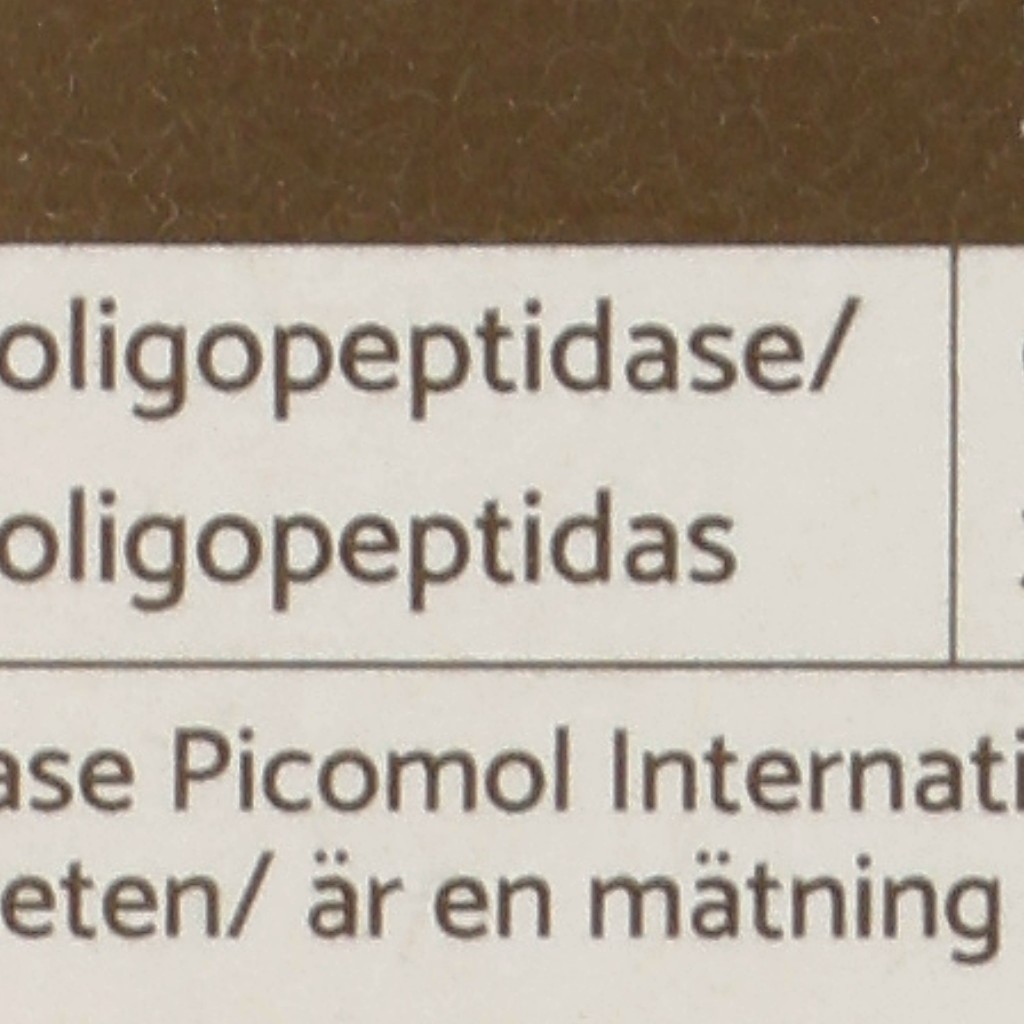 oligopeptidase/
oligopeptidas
ase Picomol Internati
eten/ är en mätning